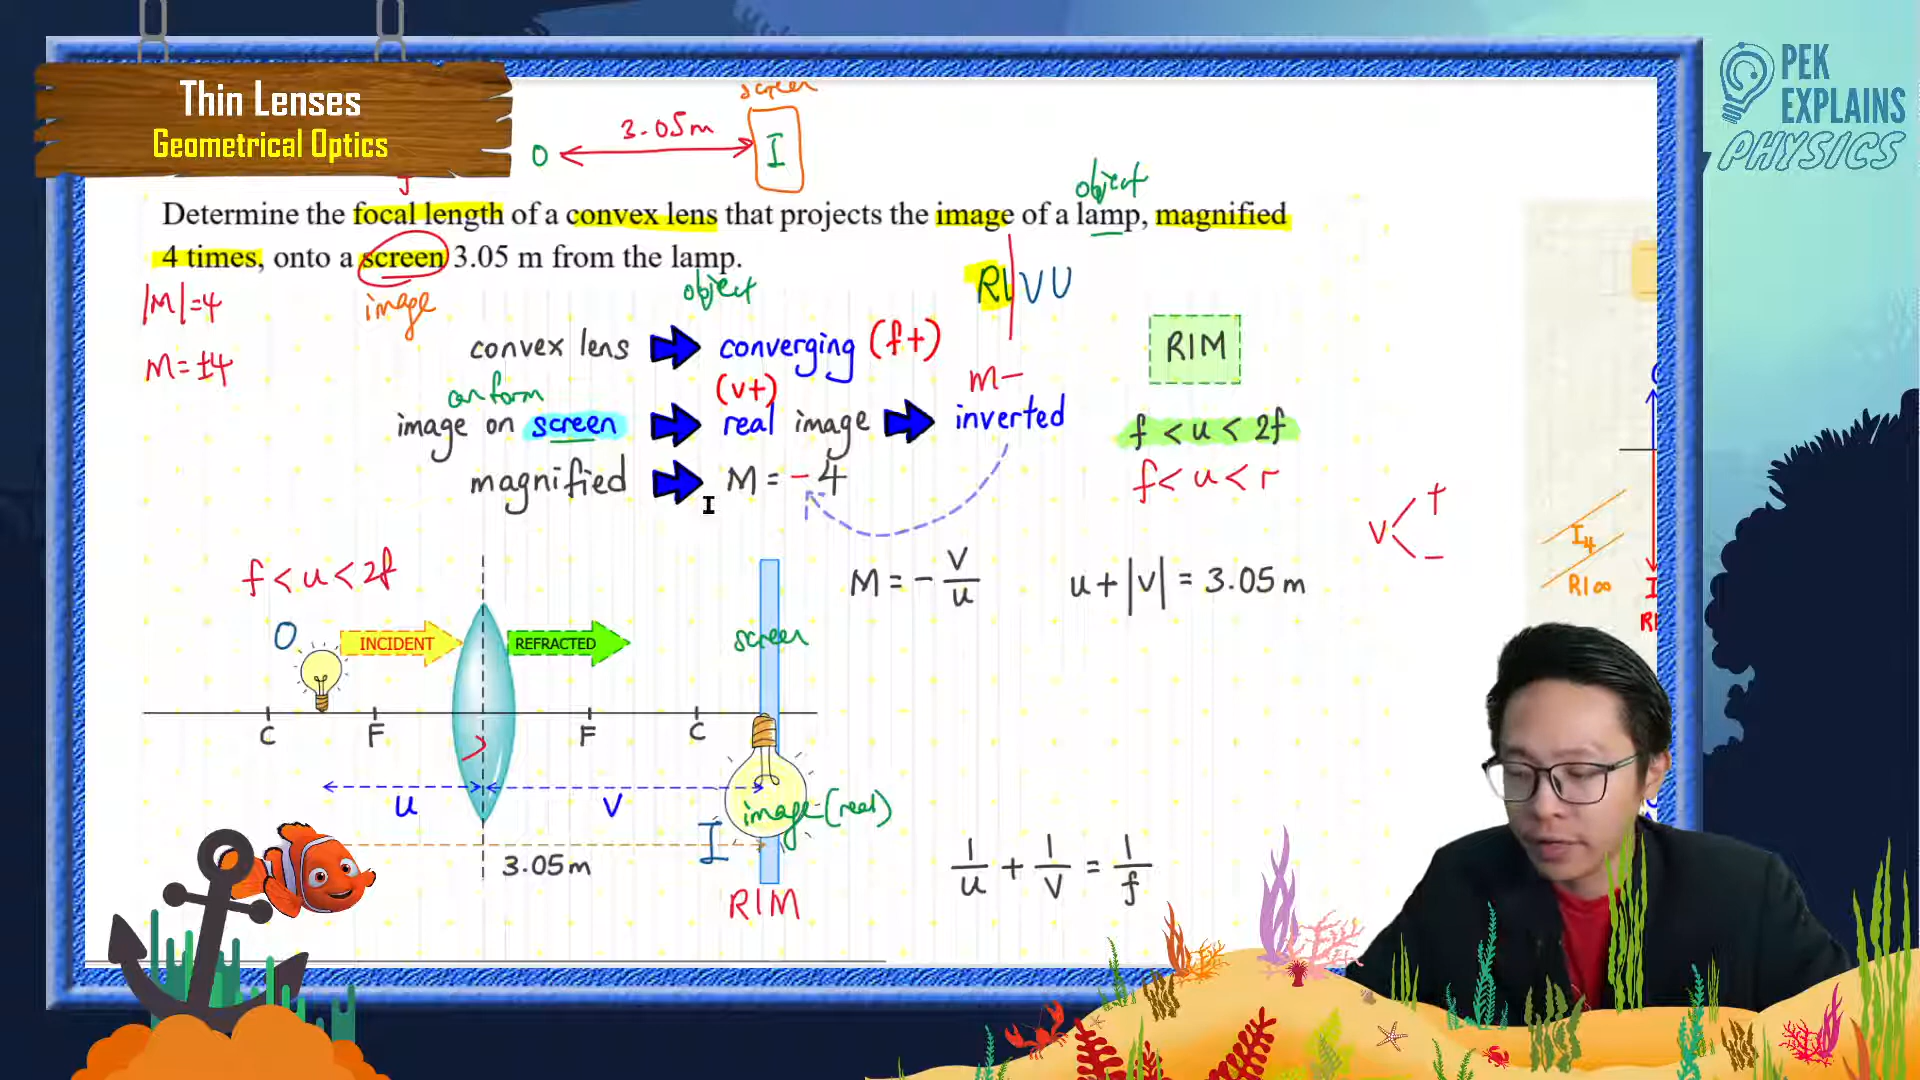 Thin Lenses
Geometrical Optics
PEK
EXPLAINS
PHYSICS
screen
O 3.05m I
object
Determine the focal length of a convex lens that projects the image of a lamp, magnified
4 times, onto a screen 3.05 m from the lamp.
|M|=4
image
object
RI VU
M=±4
convex lens converging (f+)
RIM
on form
(v+)
m-
image on screen real image inverted
f < u < 2f
magnified M = -4
f < u < r
I
V + -
I4
RI∞
I
RI
f < u < 2f
M = - V/u
u + |v| = 3.05 m
O
INCIDENT
REFRACTED
screen
C F F C
u v
image (real)
I
3.05m
RIM
1/u + 1/v = 1/f